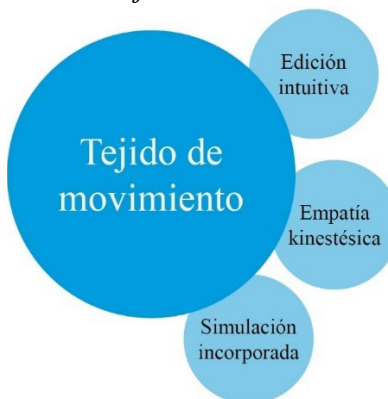 Edición
intuitiva
Tejido de
movimiento
Empatía
kinestésica
Simulación
incorporada